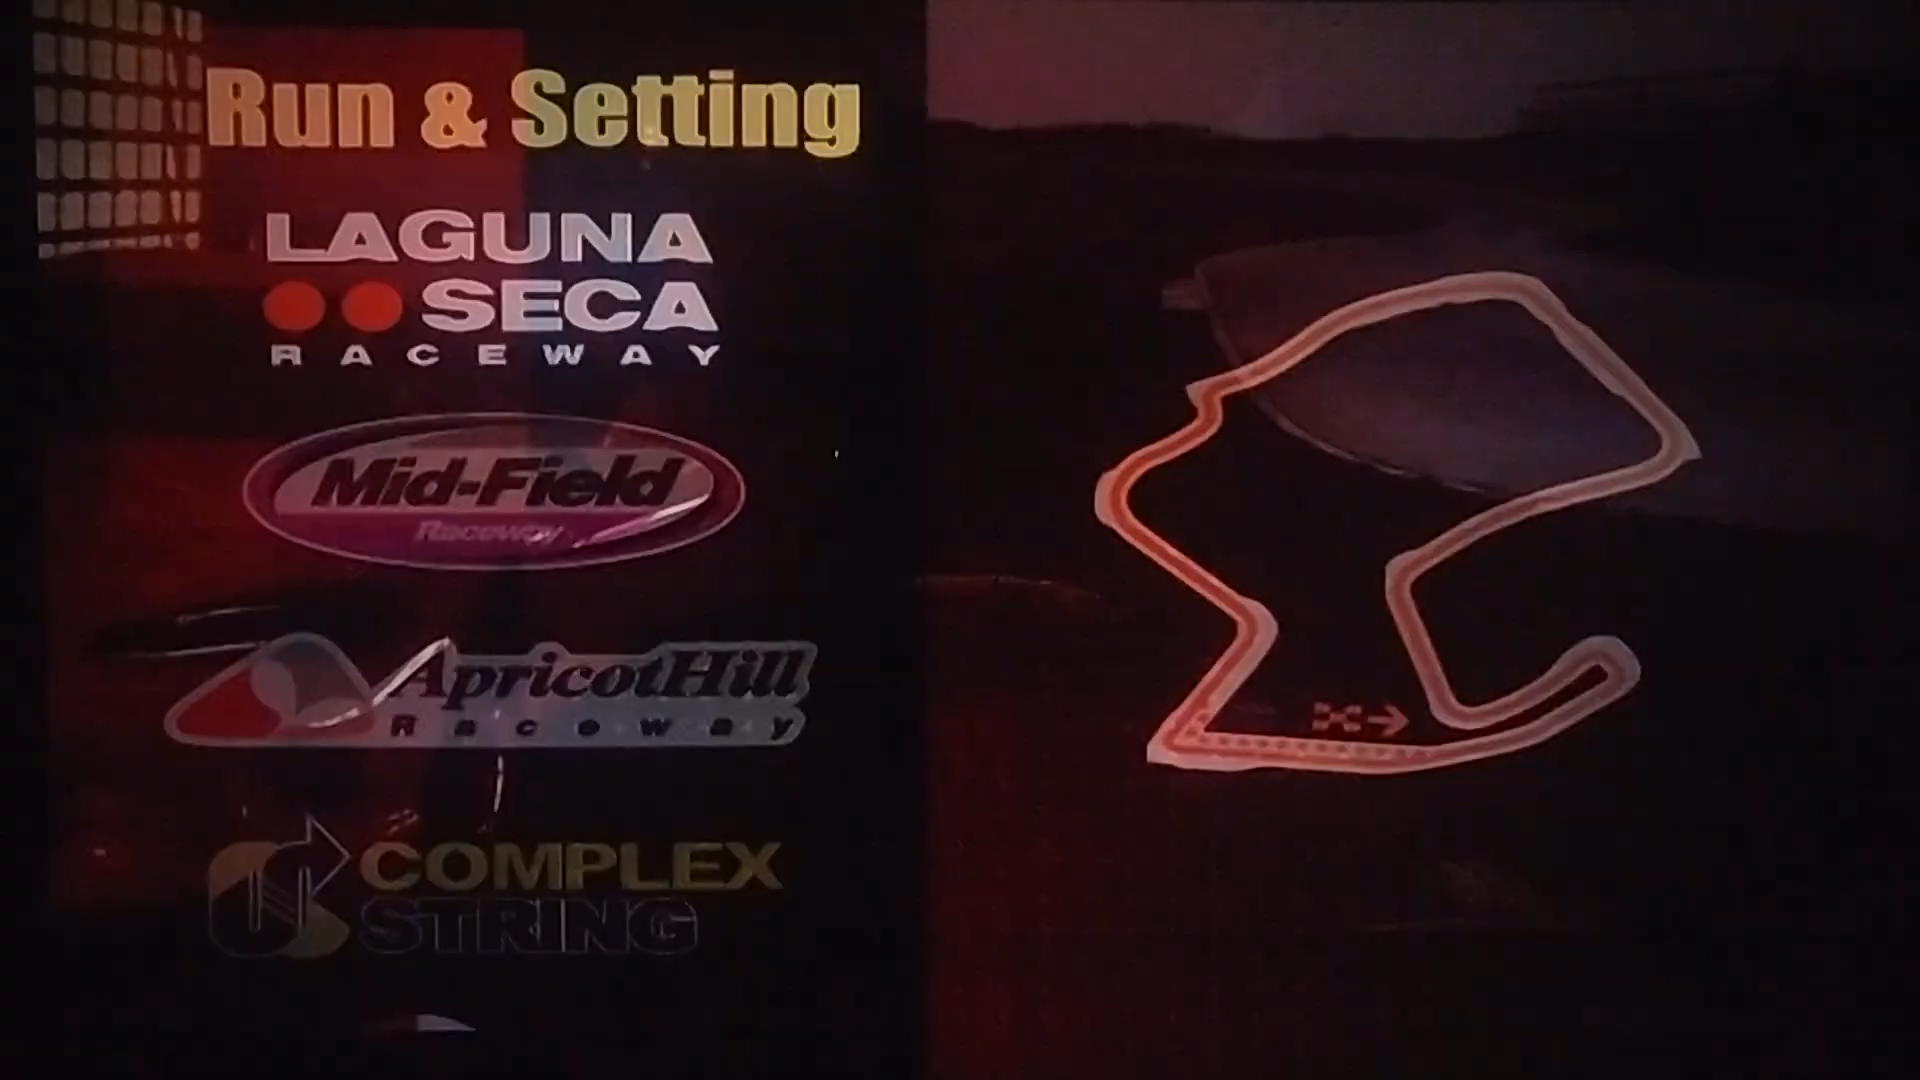 Run & Setting
LAGUNA
SECA
RACEWAY
Mid-Field
Raceway
ApricotHill
Raceway
COMPLEX
STRING